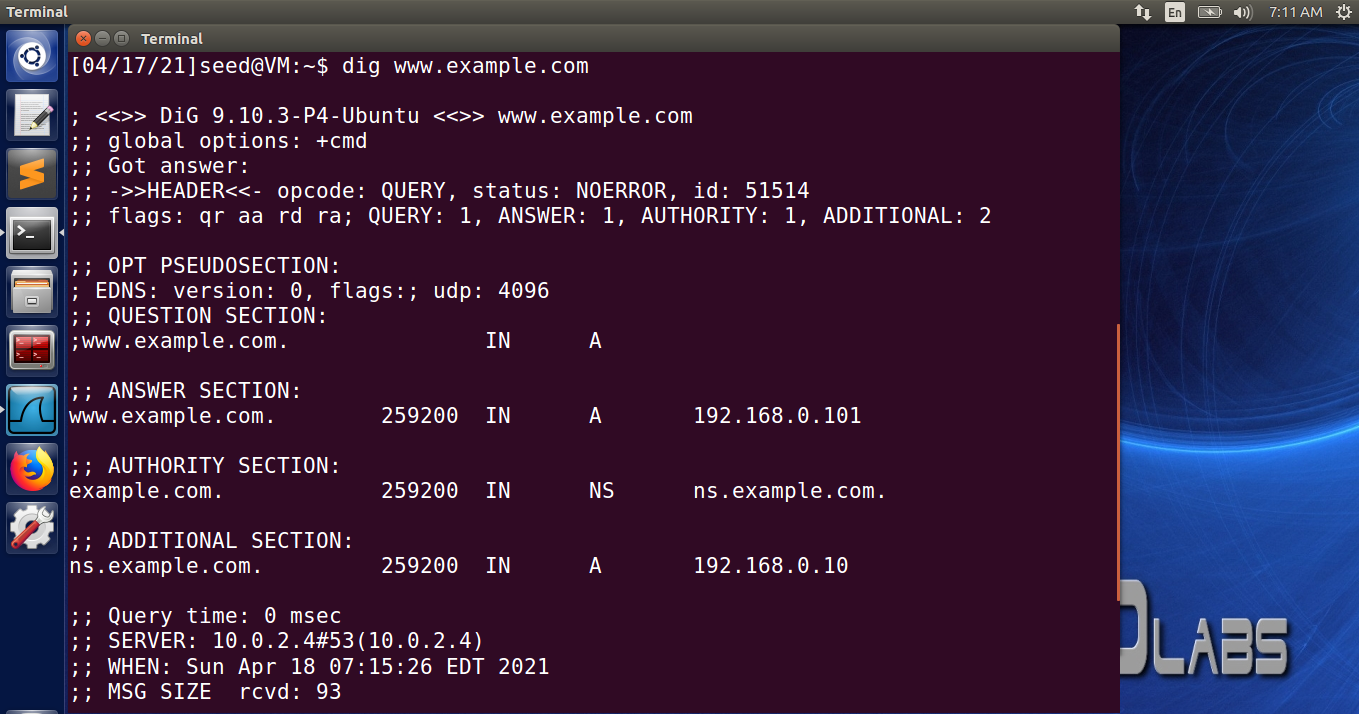 Terminal
En
7:11 AM
Terminal
[04/17/21]seed@VM:~$ dig www.example.com
; <<>> DiG 9.10.3-P4-Ubuntu <<>> www.example.com
;; global options: +cmd
;; Got answer:
;; ->>HEADER<<- opcode: QUERY, status: NOERROR, id: 51514
;; flags: qr aa rd ra; QUERY: 1, ANSWER: 1, AUTHORITY: 1, ADDITIONAL: 2
;; OPT PSEUDOSECTION:
; EDNS: version: 0, flags:; udp: 4096
;; QUESTION SECTION:
;www.example.com. IN A
;; ANSWER SECTION:
www.example.com. 259200 IN A 192.168.0.101
;; AUTHORITY SECTION:
example.com. 259200 IN NS ns.example.com.
;; ADDITIONAL SECTION:
ns.example.com. 259200 IN A 192.168.0.10
;; Query time: 0 msec
;; SERVER: 10.0.2.4#53(10.0.2.4)
;; WHEN: Sun Apr 18 07:15:26 EDT 2021
;; MSG SIZE rcvd: 93
LABS